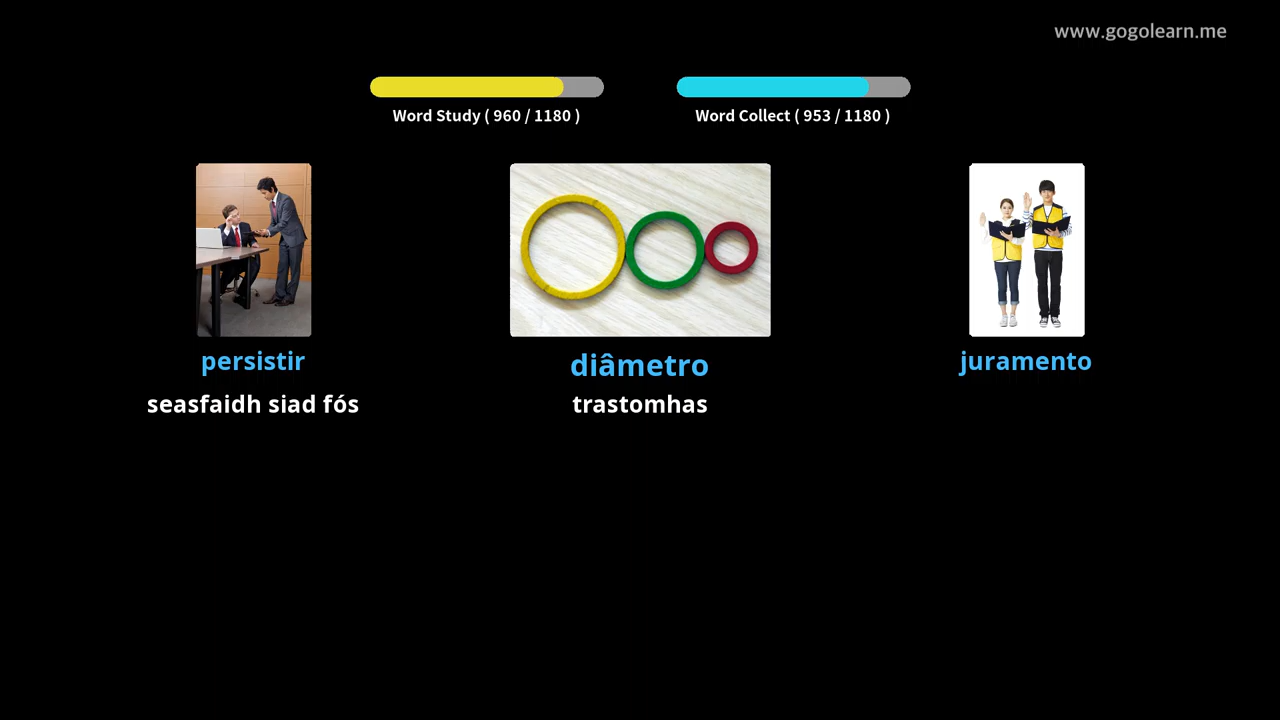 www.gogolearn.me
Word Study ( 960 / 1180 )
Word Collect ( 953 / 1180 )
persistir
diâmetro
juramento
seasfaidh siad fós
trastomhas